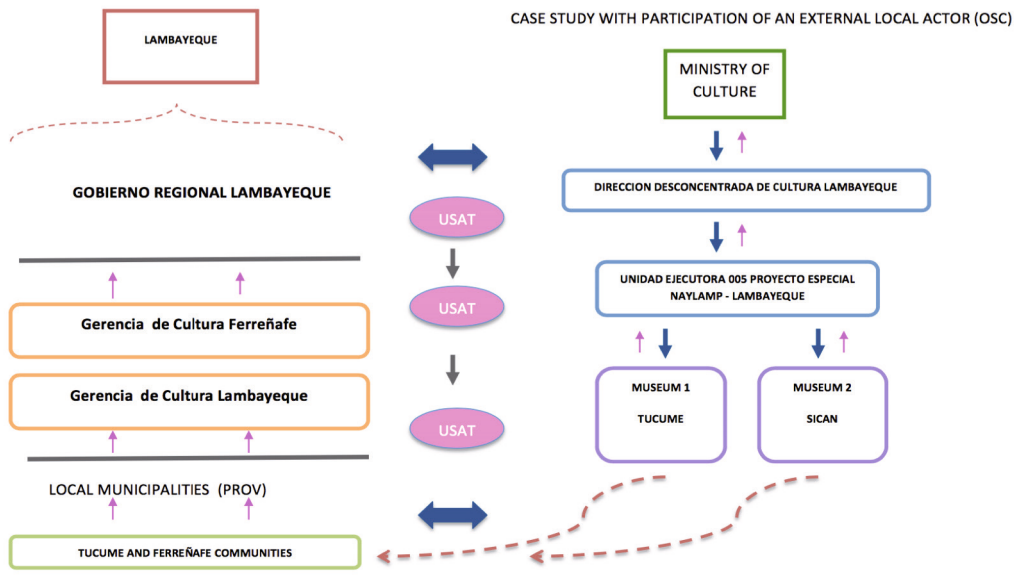 CASE STUDY WITH PARTICIPATION OF AN EXTERNAL LOCAL ACTOR (OSC)
LAMBAYEQUE
GOBIERNO REGIONAL LAMBAYEQUE
Gerencia de Cultura Ferreñafe
Gerencia de Cultura Lambayeque
LOCAL MUNICIPALITIES (PROV)
TUCUME AND FERREÑAFE COMMUNITIES
USAT
USAT
USAT
MINISTRY OF
CULTURE
DIRECCION DESCONCENTRADA DE CULTURA LAMBAYEQUE
UNIDAD EJECUTORA 005 PROYECTO ESPECIAL
NAYLAMP - LAMBAYEQUE
MUSEUM 1
TUCUME
MUSEUM 2
SICAN